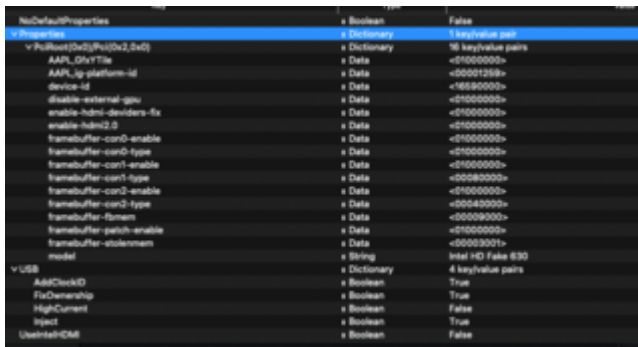 Key Type Value
NoDefaultProperties Boolean False
Properties Dictionary 1 key/value pair
PciRoot(0x0)/Pci(0x2,0x0) Dictionary 16 key/value pairs
AAPL,GfxYTile Data <01000000>
AAPL,ig-platform-id Data <00001259>
device-id Data <16590000>
disable-external-gpu Data <01000000>
enable-hdmi-dividers-fix Data <01000000>
enable-hdmi2.0 Data <01000000>
framebuffer-con0-enable Data <01000000>
framebuffer-con0-type Data <01000000>
framebuffer-con1-enable Data <01000000>
framebuffer-con1-type Data <00080000>
framebuffer-con2-enable Data <01000000>
framebuffer-con2-type Data <00040000>
framebuffer-fbmem Data <00009000>
framebuffer-patch-enable Data <01000000>
framebuffer-stolenmem Data <00003001>
model String Intel HD Fake 630
USB Dictionary 4 key/value pairs
AddClockID Boolean True
FixOwnership Boolean True
HighCurrent Boolean False
Inject Boolean True
UseIntelHDMI Boolean False